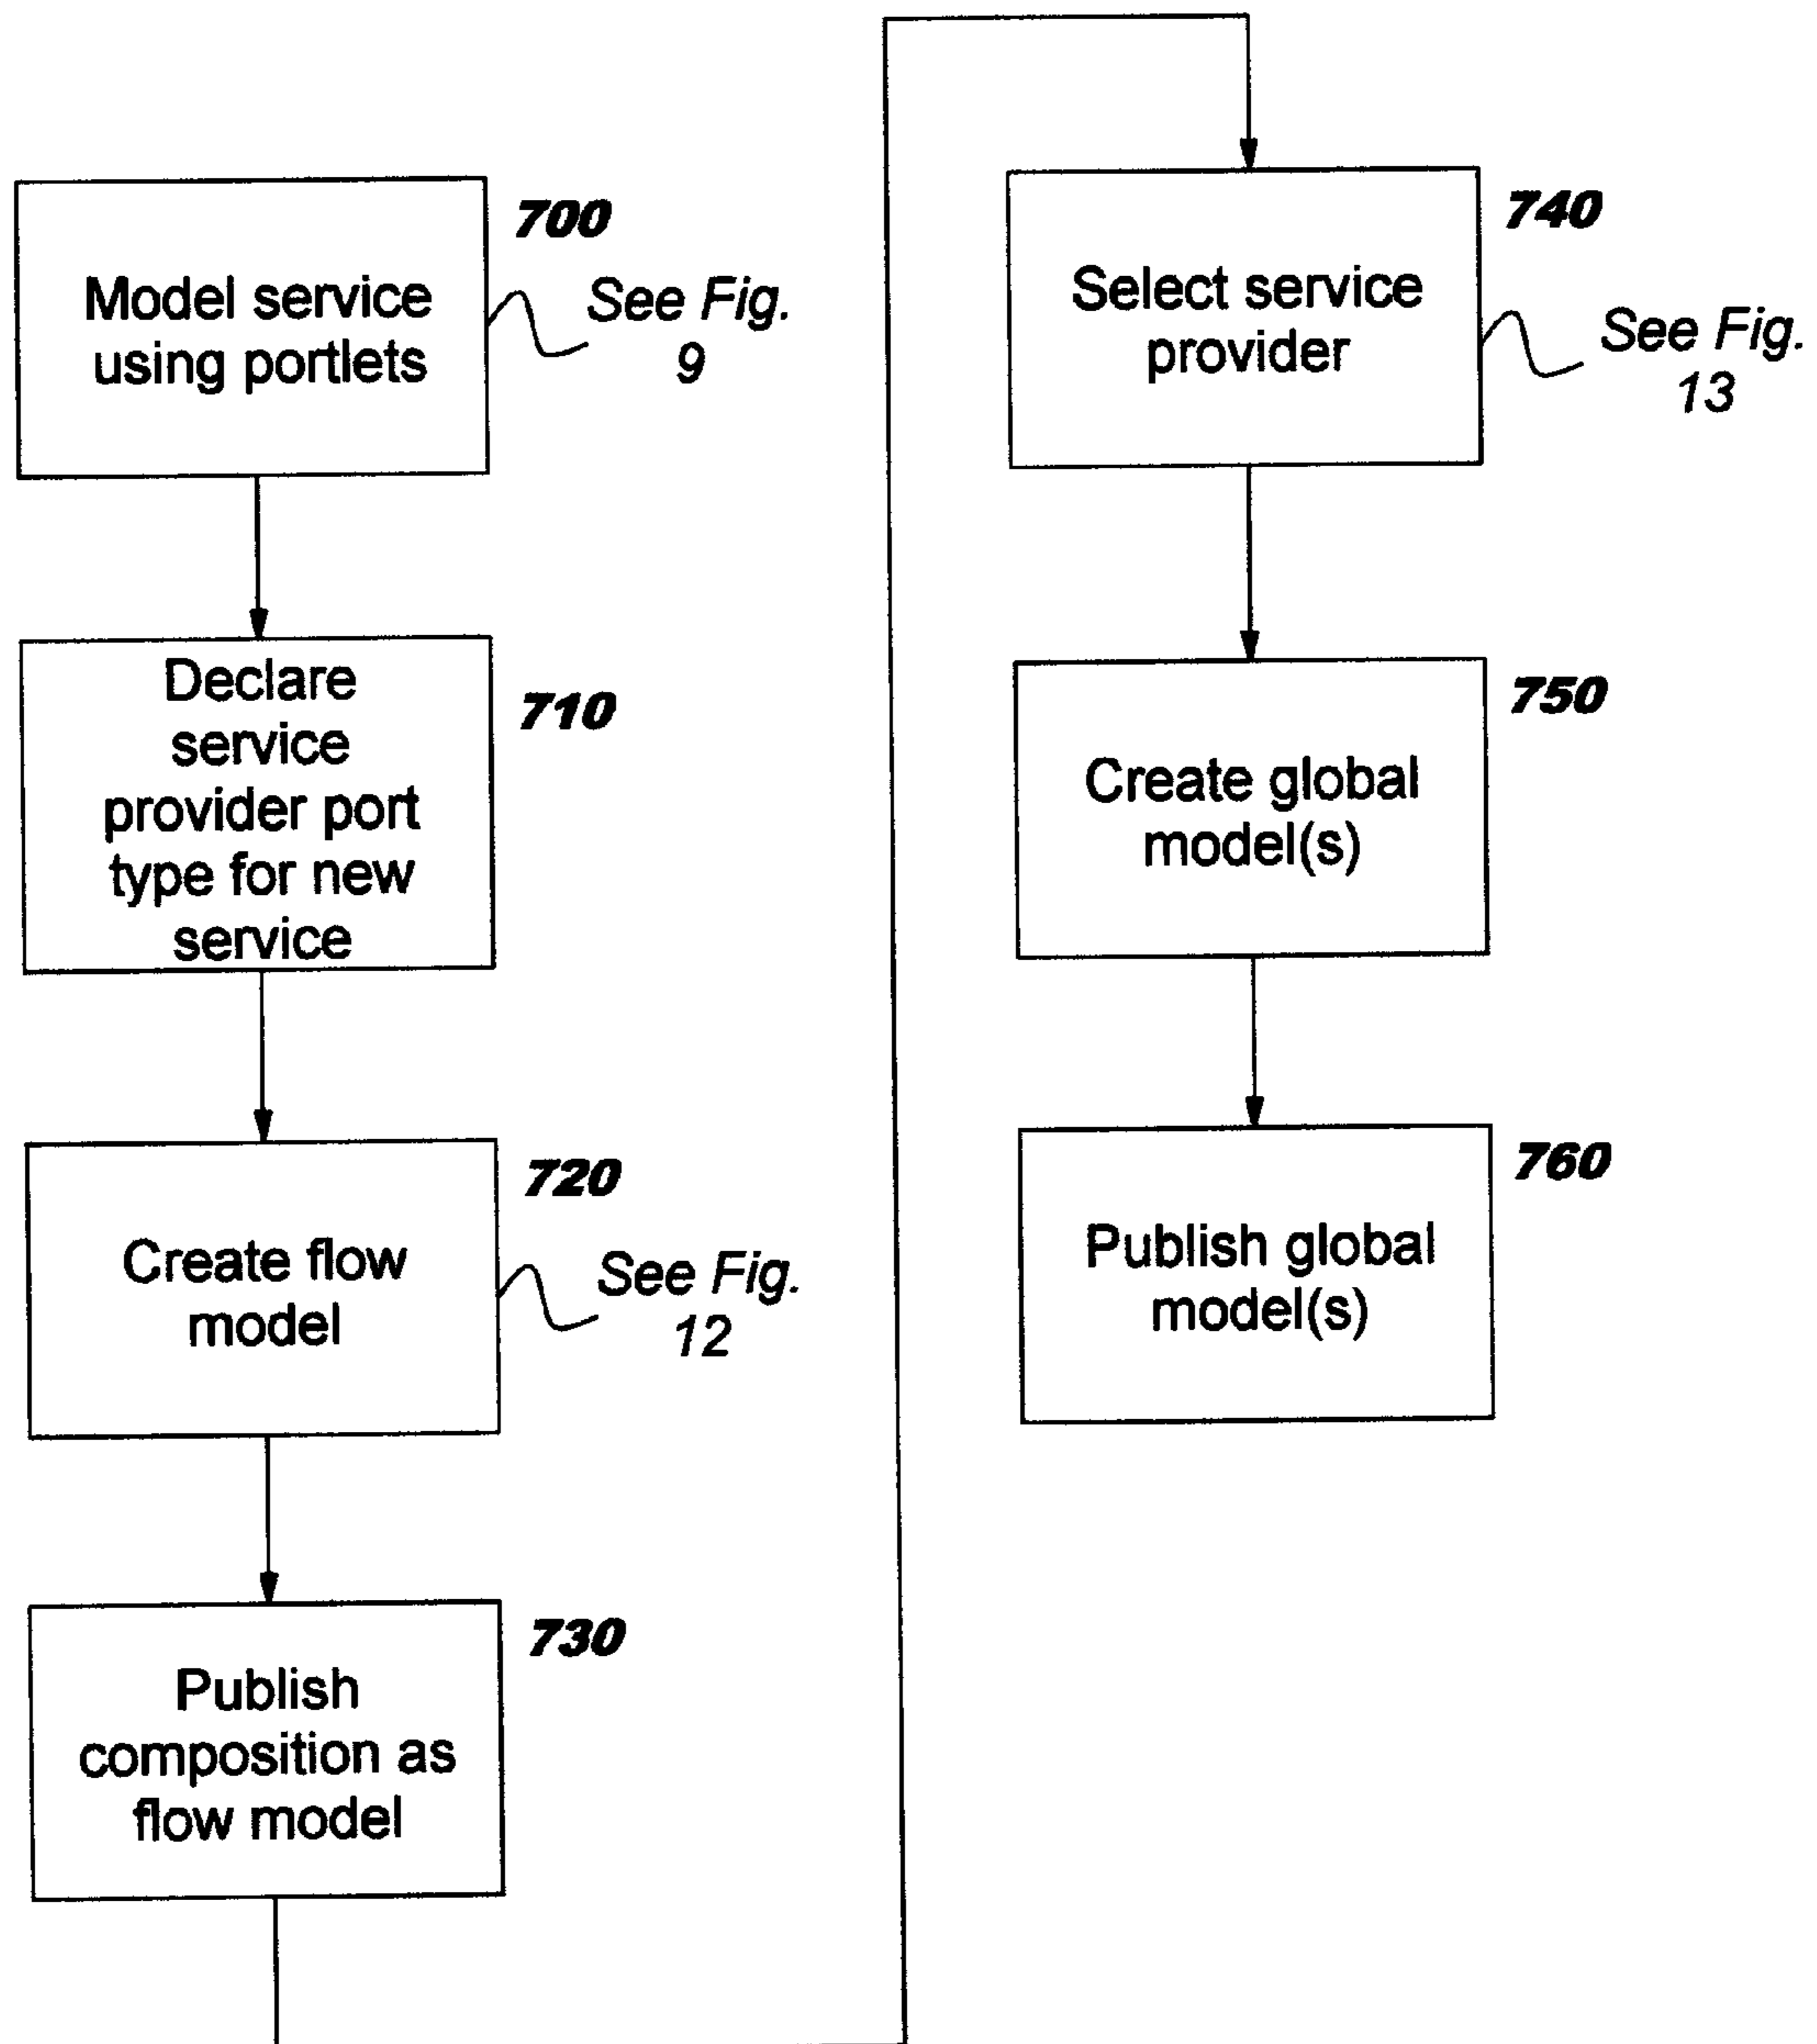 700
Model service
using portlets
See Fig.
9
710
Declare
service
provider port
type for new
service
720
Create flow
model
See Fig.
12
730
Publish
composition as
flow model
740
Select service
provider
See Fig.
13
750
Create global
model(s)
760
Publish global
model(s)